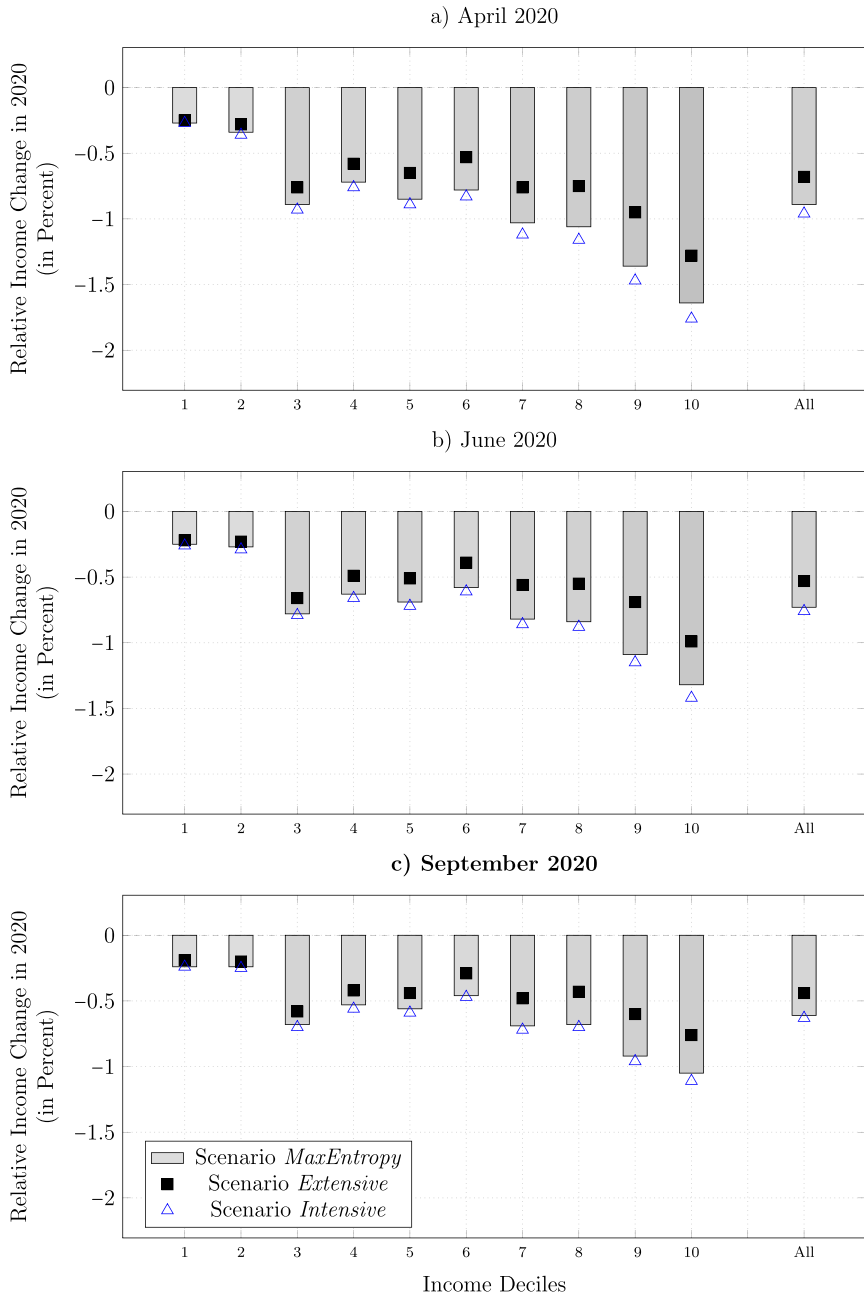 a) April 2020
Relative Income Change in 2020
(in Percent)
0
−0.5
−1
−1.5
−2
1 2 3 4 5 6 7 8 9 10 All
b) June 2020
Relative Income Change in 2020
(in Percent)
0
−0.5
−1
−1.5
−2
1 2 3 4 5 6 7 8 9 10 All
c) September 2020
Relative Income Change in 2020
(in Percent)
0
−0.5
−1
−1.5
−2
Scenario MaxEntropy
Scenario Extensive
Scenario Intensive
1 2 3 4 5 6 7 8 9 10 All
Income Deciles